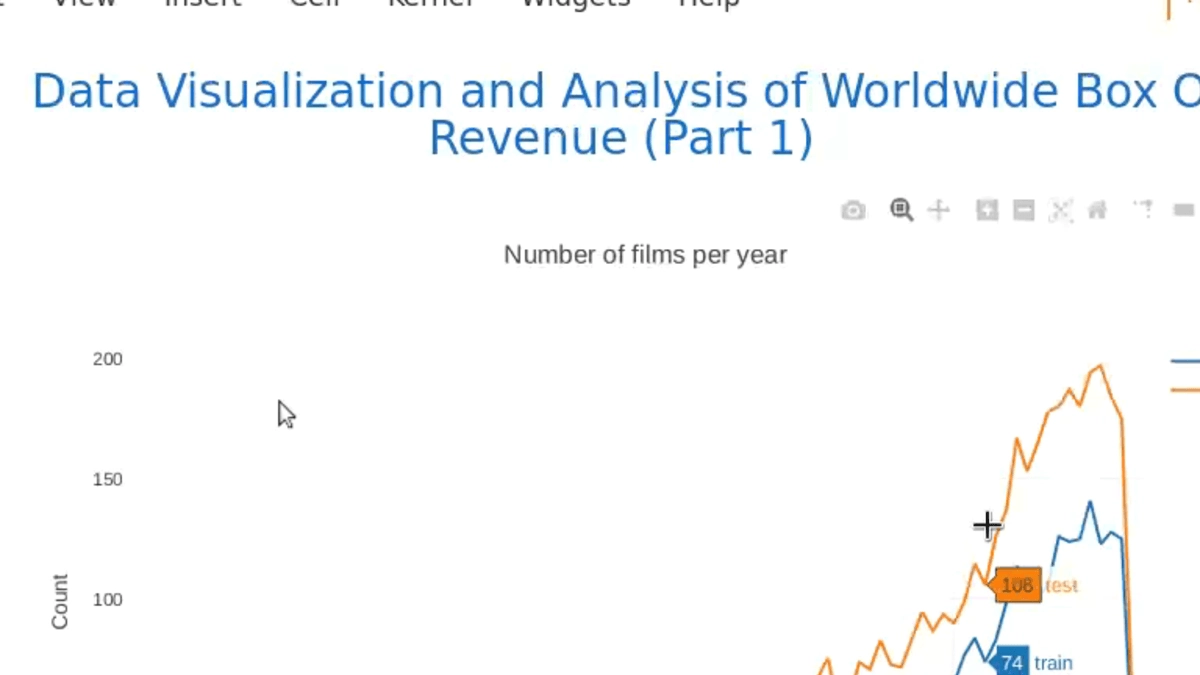 View Insert Cell Kernel Widgets Help
Data Visualization and Analysis of Worldwide Box O
Revenue (Part 1)
Number of films per year
200
150
100
Count
test
74 train